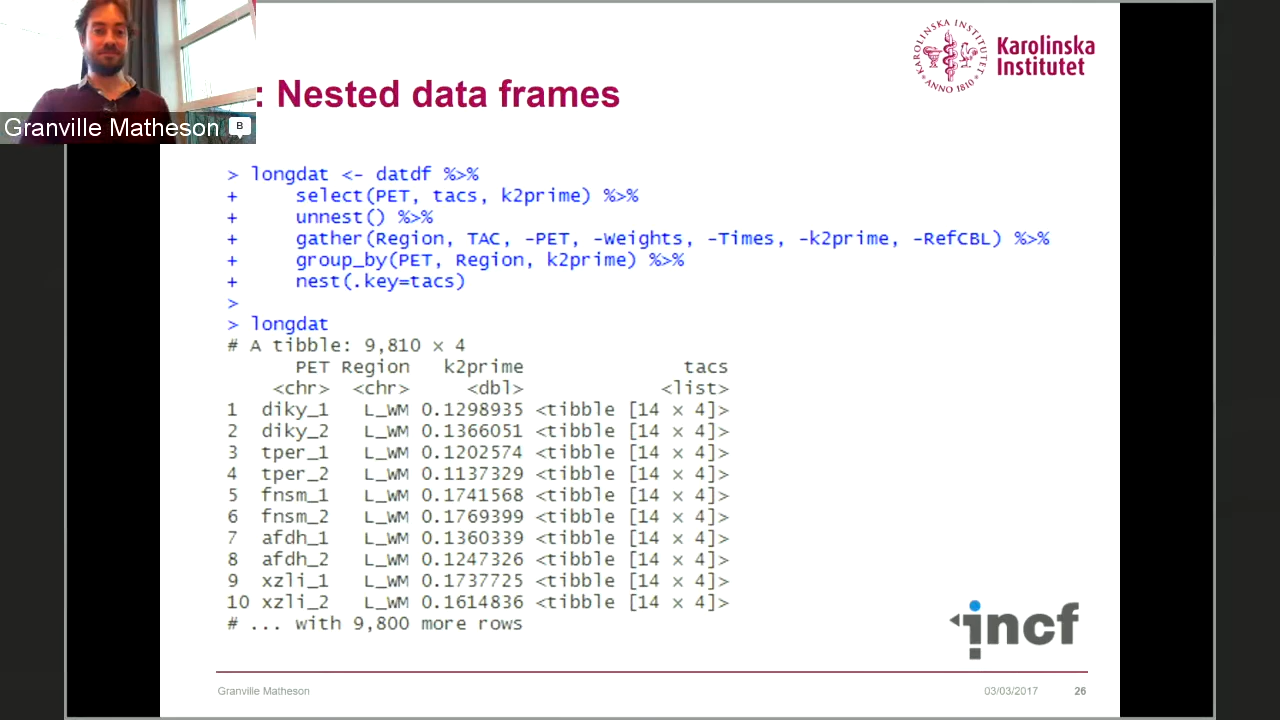 Granville Matheson B
: Nested data frames
KAROLINSKA INSTITUTET
ANNO 1810
Karolinska
Institutet
> longdat <- datdf %>%
+ select(PET, tacs, k2prime) %>%
+ unnest() %>%
+ gather(Region, TAC, -PET, -Weights, -Times, -k2prime, -RefCBL) %>%
+ group_by(PET, Region, k2prime) %>%
+ nest(.key=tacs)
>
> longdat
# A tibble: 9,810 × 4
PET Region k2prime tacs
<chr> <chr> <dbl> <list>
1 diky_1 L_WM 0.1298935 <tibble [14 × 4]>
2 diky_2 L_WM 0.1366051 <tibble [14 × 4]>
3 tper_1 L_WM 0.1202574 <tibble [14 × 4]>
4 tper_2 L_WM 0.1137329 <tibble [14 × 4]>
5 fnsm_1 L_WM 0.1741568 <tibble [14 × 4]>
6 fnsm_2 L_WM 0.1769399 <tibble [14 × 4]>
7 afdh_1 L_WM 0.1360339 <tibble [14 × 4]>
8 afdh_2 L_WM 0.1247326 <tibble [14 × 4]>
9 xzli_1 L_WM 0.1737725 <tibble [14 × 4]>
10 xzli_2 L_WM 0.1614836 <tibble [14 × 4]>
# ... with 9,800 more rows
incf
Granville Matheson 03/03/2017 26